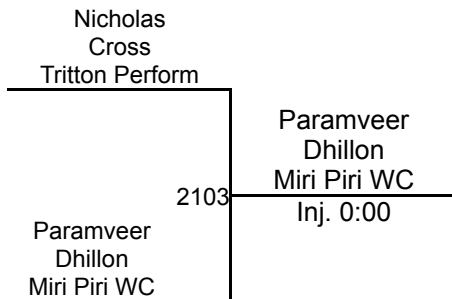 Nicholas
Cross
Tritton Perform
Paramveer
Dhillon
Miri Piri WC
2103
Inj. 0:00
Paramveer
Dhillon
Miri Piri WC